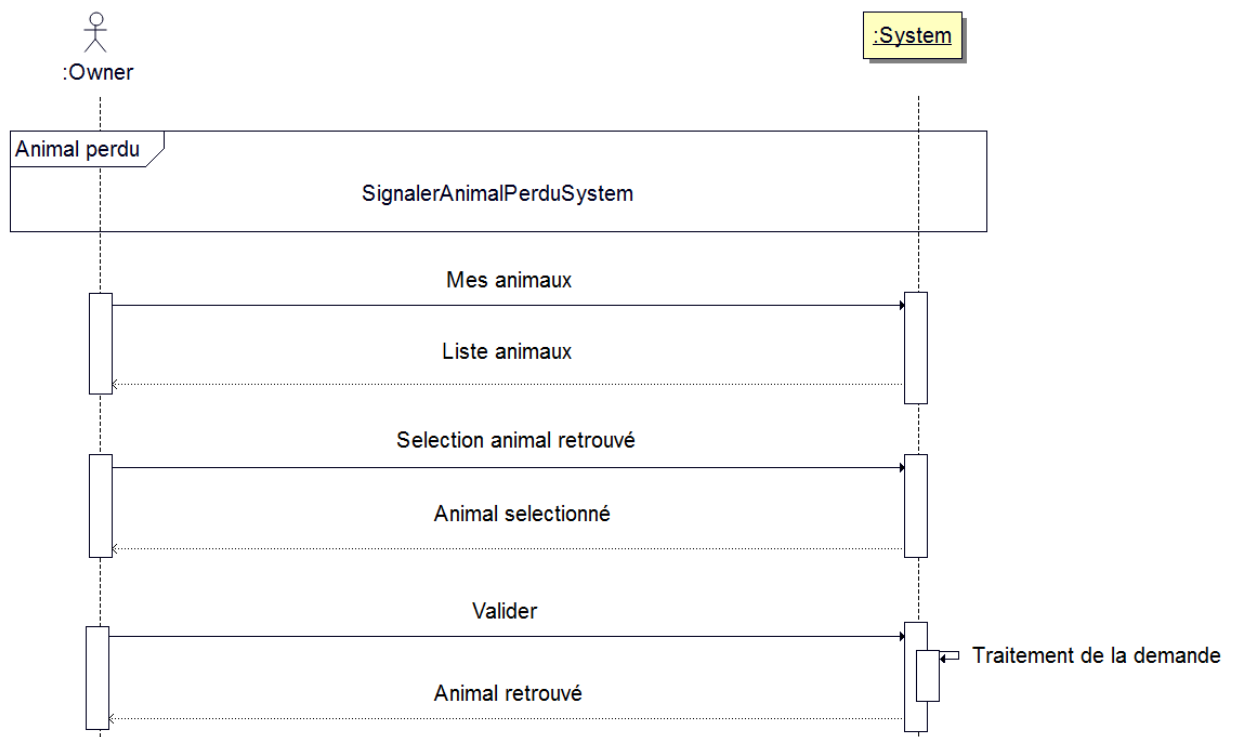 :Owner
:System
Animal perdu
SignalerAnimalPerduSystem
Mes animaux
Liste animaux
Selection animal retrouvé
Animal selectionné
Valider
Traitement de la demande
Animal retrouvé